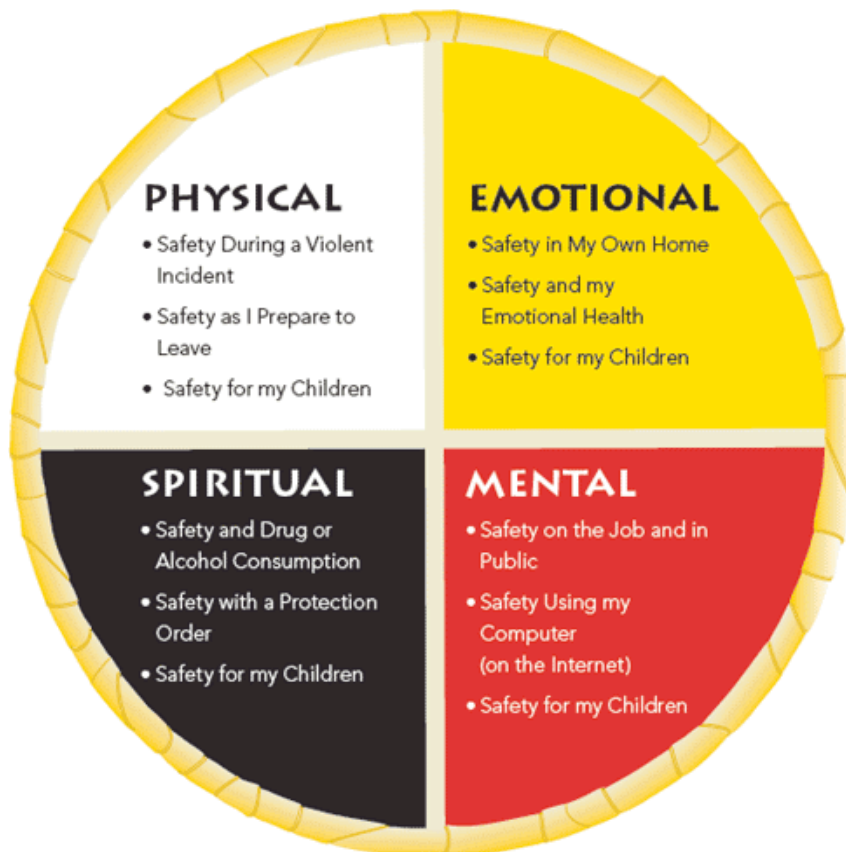 PHYSICAL
• Safety During a Violent
Incident
• Safety as I Prepare to
Leave
• Safety for my Children
EMOTIONAL
• Safety in My Own Home
• Safety and my
Emotional Health
• Safety for my Children
SPIRITUAL
• Safety and Drug or
Alcohol Consumption
• Safety with a Protection
Order
• Safety for my Children
MENTAL
• Safety on the Job and in
Public
• Safety Using my
Computer
(on the Internet)
• Safety for my Children